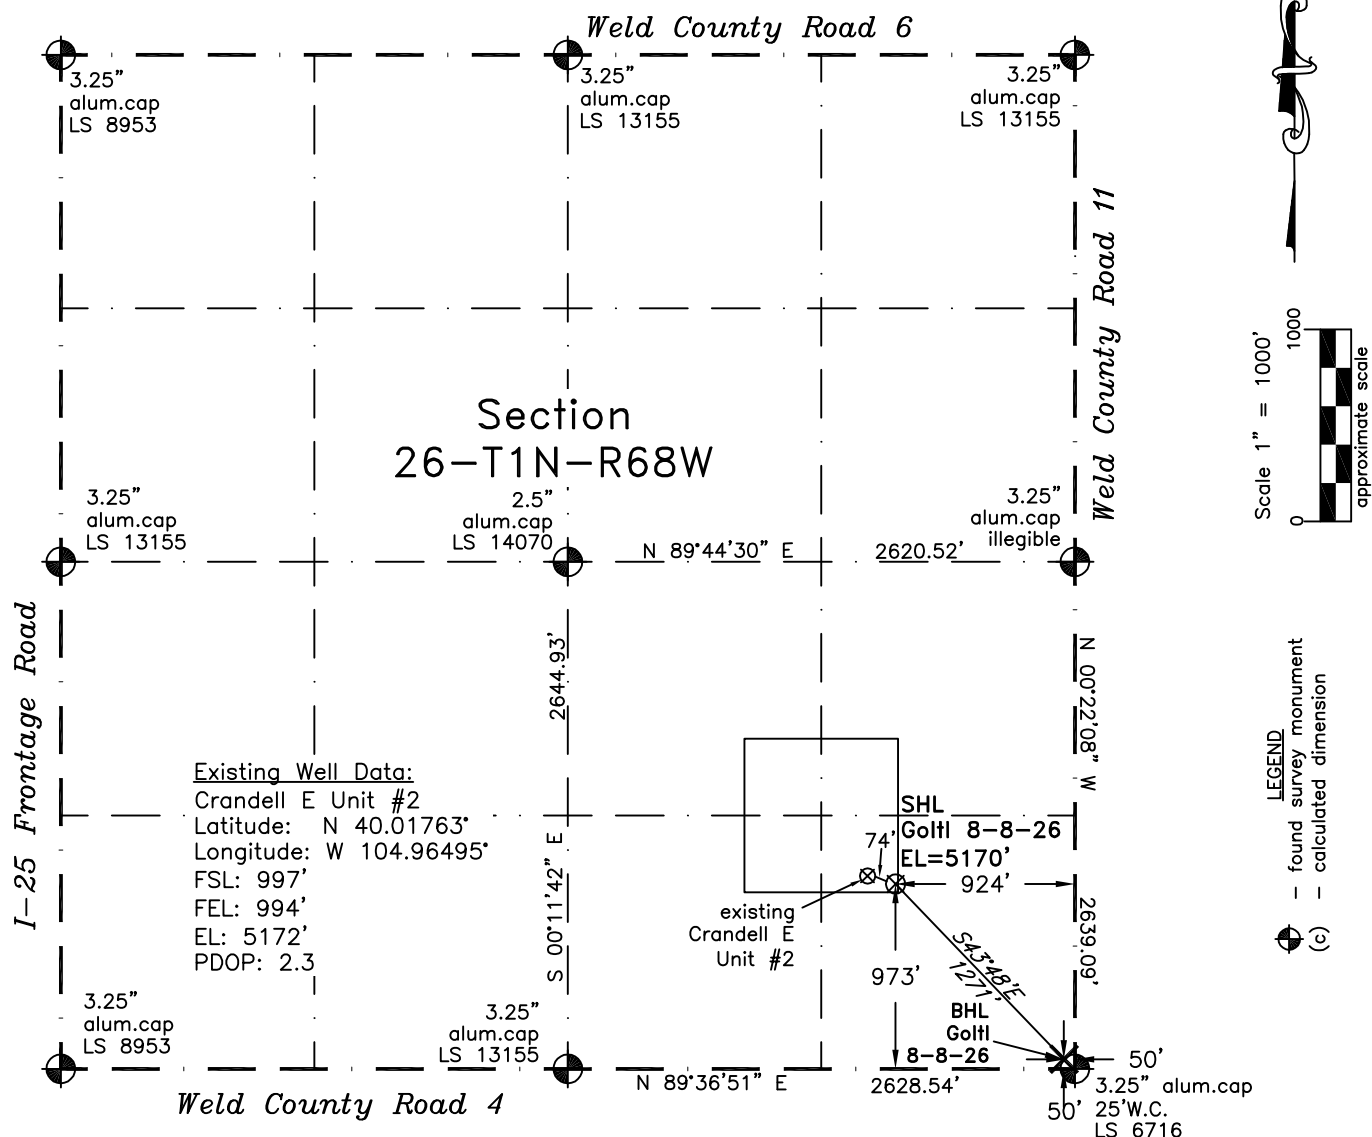 Weld County Road 6
3.25"
alum.cap
LS 8953
3.25"
alum.cap
LS 13155
3.25"
alum.cap
LS 13155
Weld County Road 11
Section
26-T1N-R68W
3.25"
alum.cap
LS 13155
2.5"
alum.cap
LS 14070
3.25"
alum.cap
illegible
N 89°44'30" E
2620.52'
I-25 Frontage Road
2644.93'
S 00°11'42" E
N 00°22'08" W
2639.09'
Existing Well Data:
Crandell E Unit #2
Latitude: N 40.01763°
Longitude: W 104.96495°
FSL: 997'
FEL: 994'
EL: 5172'
PDOP: 2.3
SHL
Goltl 8-8-26
EL=5170'
74'
924'
existing
Crandell E
Unit #2
973'
S43°48'E
1271'
BHL
Goltl
8-8-26
50'
50'
3.25"
alum.cap
LS 8953
3.25"
alum.cap
LS 13155
N 89°36'51" E
2628.54'
3.25" alum.cap
25'W.C.
LS 6716
Weld County Road 4
Scale 1" = 1000'
0
1000
approximate scale
LEGEND
- found survey monument
(c) - calculated dimension